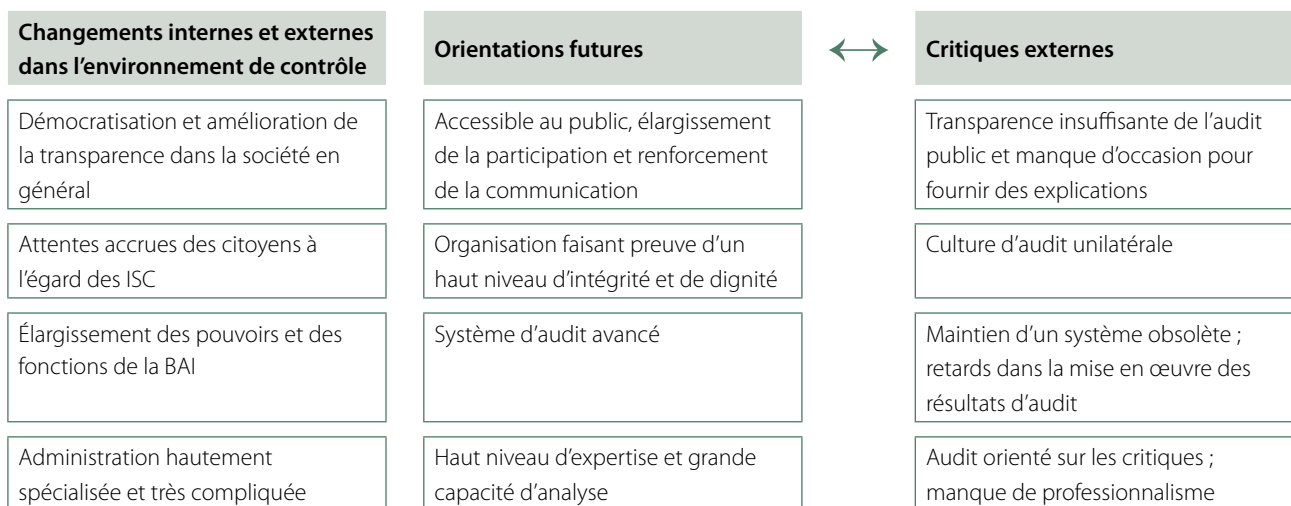 Changements internes et externes
dans l'environnement de contrôle
Orientations futures
Critiques externes
Démocratisation et amélioration de
la transparence dans la société en
général
Accessible au public, élargissement
de la participation et renforcement
de la communication
Transparence insuffisante de l'audit
public et manque d'occasion pour
fournir des explications
Attentes accrues des citoyens à
l'égard des ISC
Organisation faisant preuve d'un
haut niveau d'intégrité et de dignité
Culture d'audit unilatérale
Élargissement des pouvoirs et des
fonctions de la BAI
Système d'audit avancé
Maintien d'un système obsolète ;
retards dans la mise en œuvre des
résultats d'audit
Administration hautement
spécialisée et très compliquée
Haut niveau d'expertise et grande
capacité d'analyse
Audit orienté sur les critiques ;
manque de professionnalisme